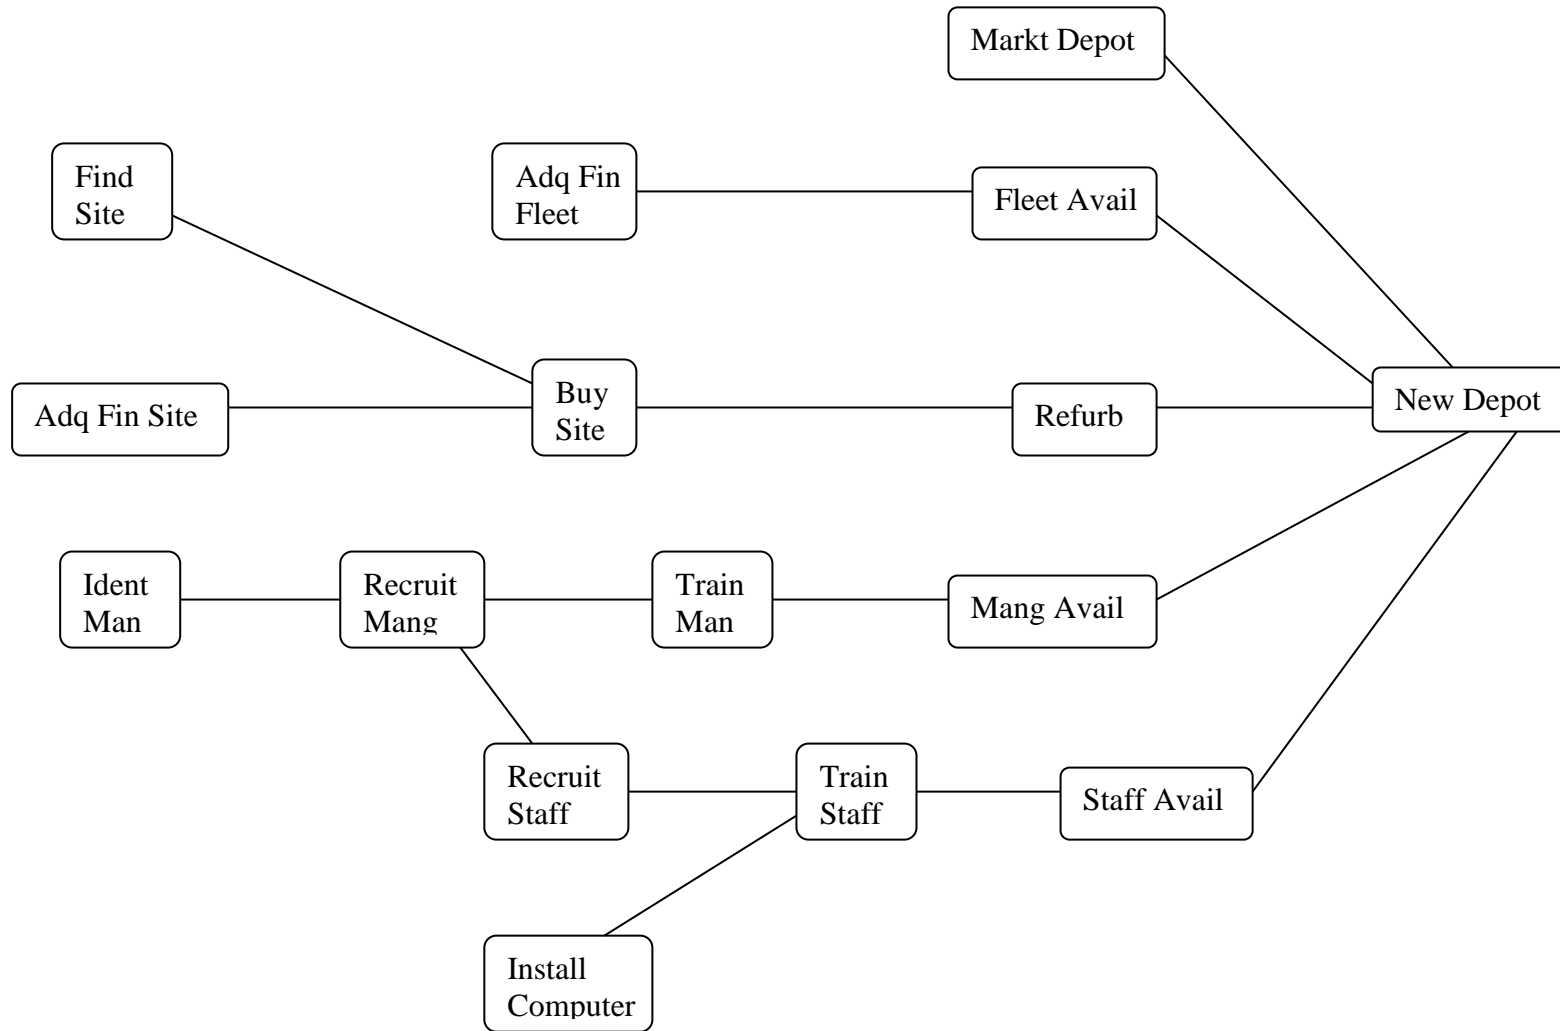 Markt Depot
Find
Site
Adq Fin
Fleet
Fleet Avail
Adq Fin Site
Buy
Site
Refurb
New Depot
Ident
Man
Recruit
Mang
Train
Man
Mang Avail
Recruit
Staff
Train
Staff
Staff Avail
Install
Computer